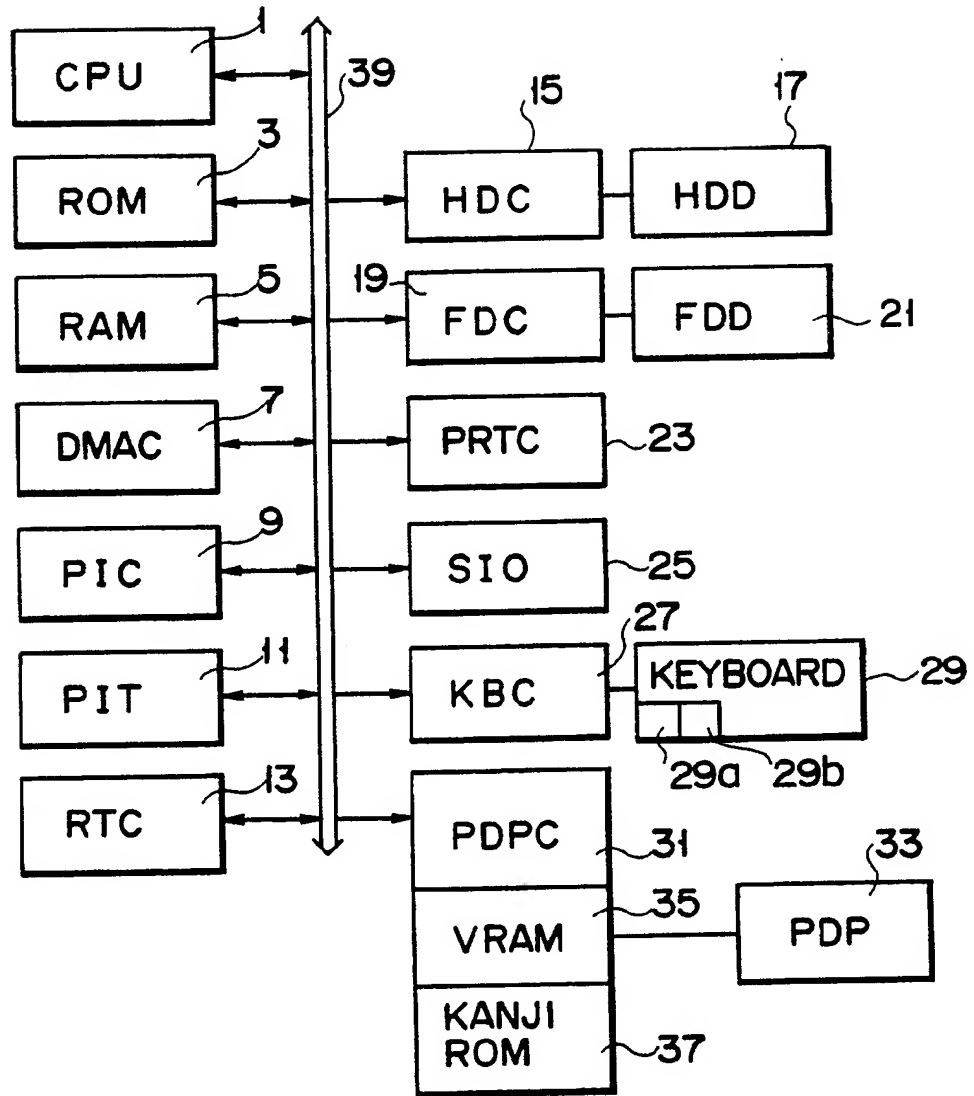 1
CPU
39
15
17
3
ROM
HDC
HDD
5
19
RAM
FDC
FDD
21
7
DMAC
PRTC
23
9
PIC
SIO
25
27
11
PIT
KBC
KEYBOARD
29
29a
29b
13
RTC
PDPC
31
33
35
VRAM
PDP
KANJI
ROM
37